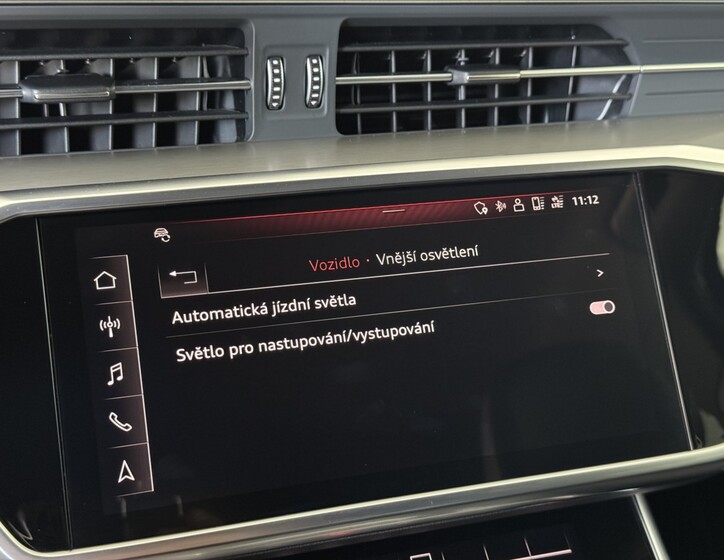 11:12
Vozidlo · Vnější osvětlení
Automatická jízdní světla
Světlo pro nastupování/vystupování